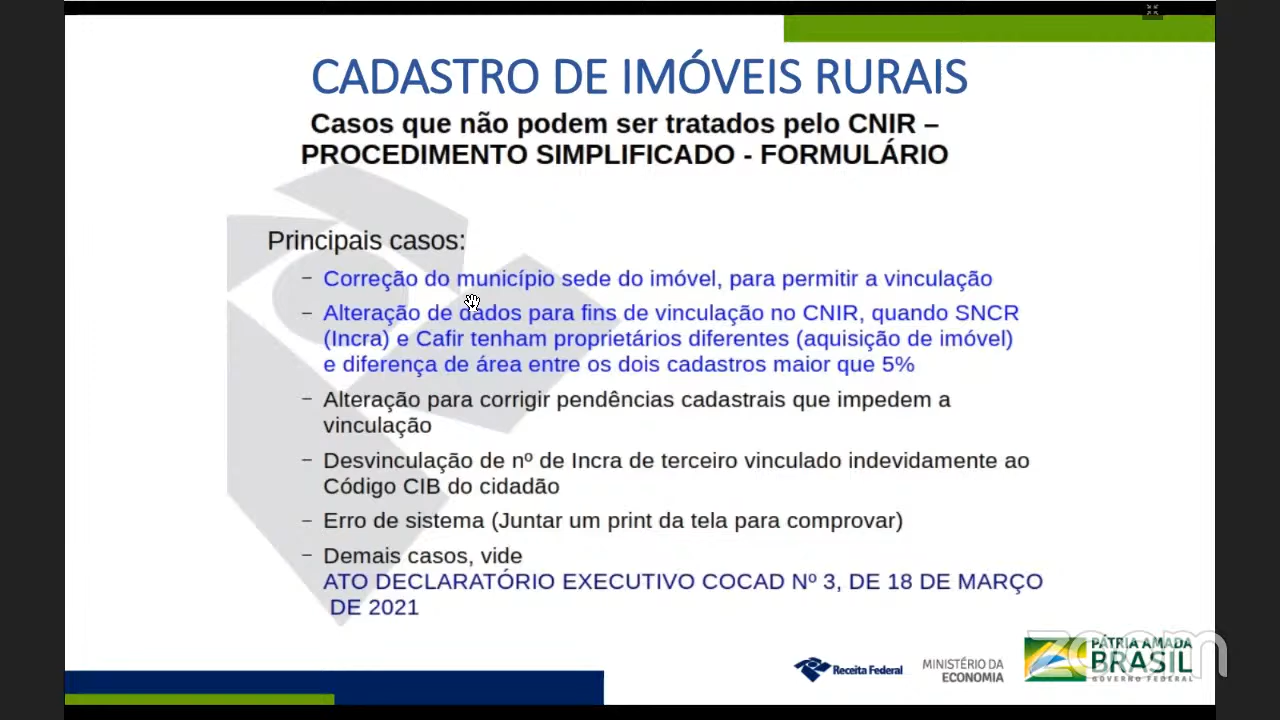 CADASTRO DE IMÓVEIS RURAIS
Casos que não podem ser tratados pelo CNIR –
PROCEDIMENTO SIMPLIFICADO - FORMULÁRIO
Principais casos:
– Correção do município sede do imóvel, para permitir a vinculação
– Alteração de dados para fins de vinculação no CNIR, quando SNCR
(Incra) e Cafir tenham proprietários diferentes (aquisição de imóvel)
e diferença de área entre os dois cadastros maior que 5%
– Alteração para corrigir pendências cadastrais que impedem a
vinculação
– Desvinculação de nº de Incra de terceiro vinculado indevidamente ao
Código CIB do cidadão
– Erro de sistema (Juntar um print da tela para comprovar)
– Demais casos, vide
ATO DECLARATÓRIO EXECUTIVO COCAD Nº 3, DE 18 DE MARÇO
DE 2021
Receita Federal
MINISTÉRIO DA
ECONOMIA
PÁTRIA AMADA
BRASIL
GOVERNO FEDERAL
zoom